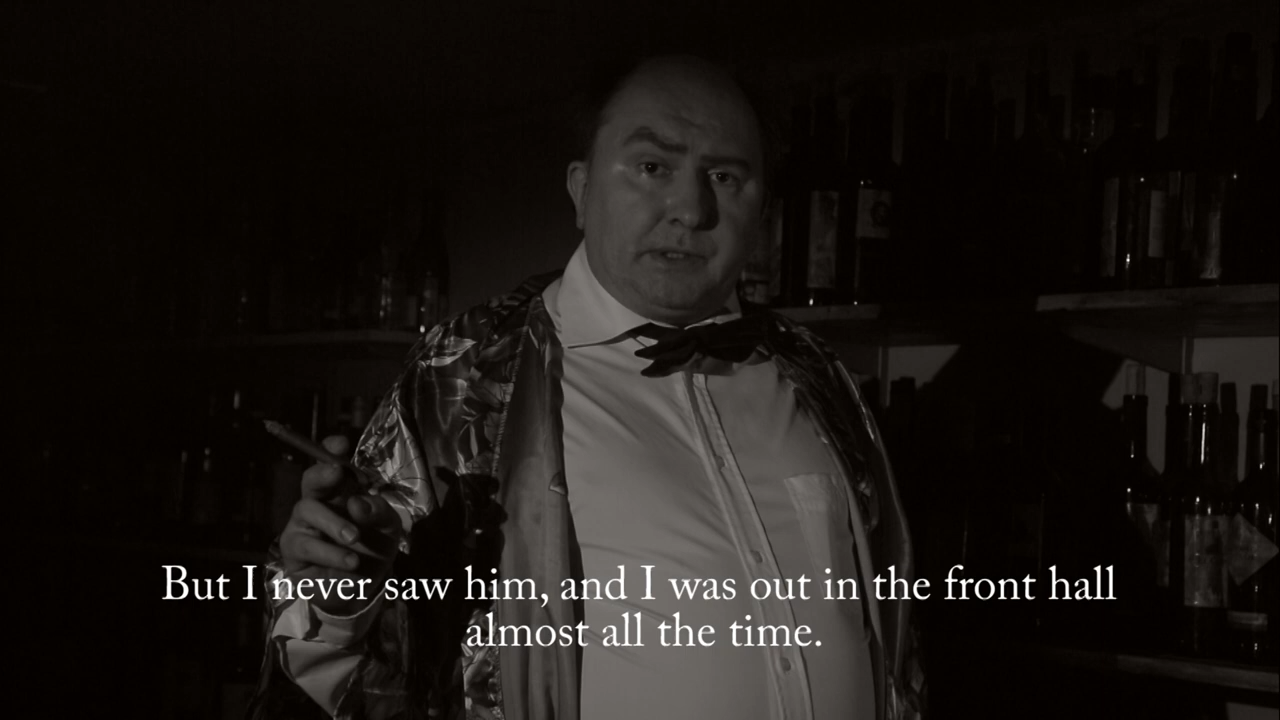 But I never saw him, and I was out in the front hall
almost all the time.